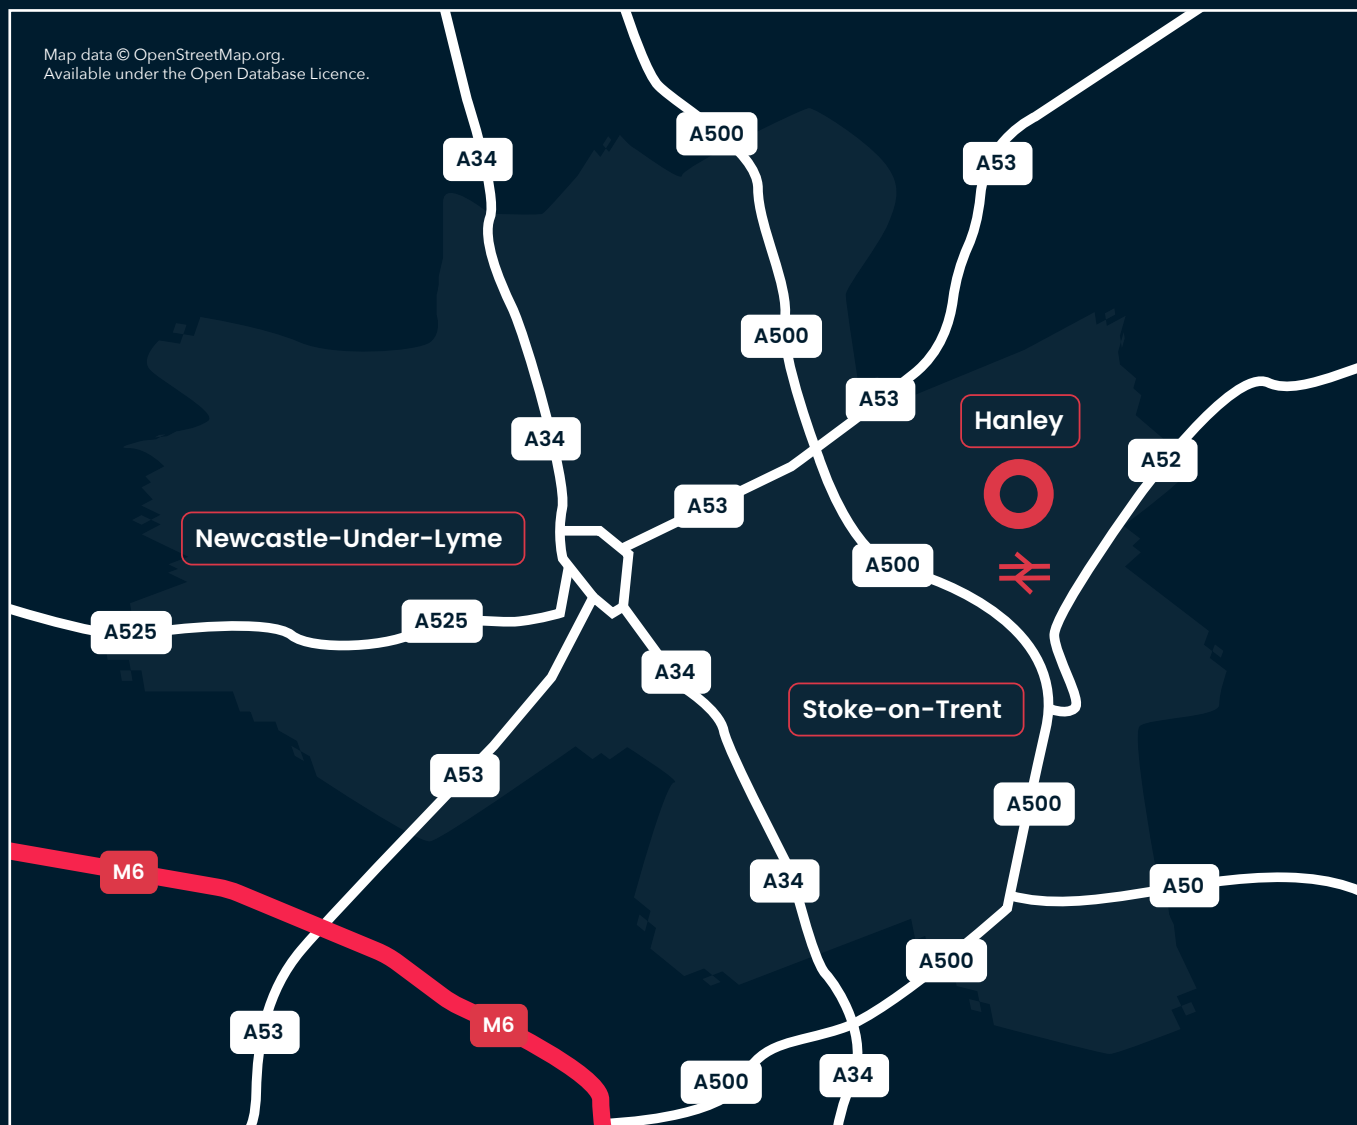 Map data © OpenStreetMap.org.
Available under the Open Database Licence.
A500
A34
A53
A500
A53
Hanley
A34
A52
A53
Newcastle-Under-Lyme
A500
A525
A525
A34
Stoke-on-Trent
A53
A500
M6
A34
A50
A500
M6
A53
A34
A500